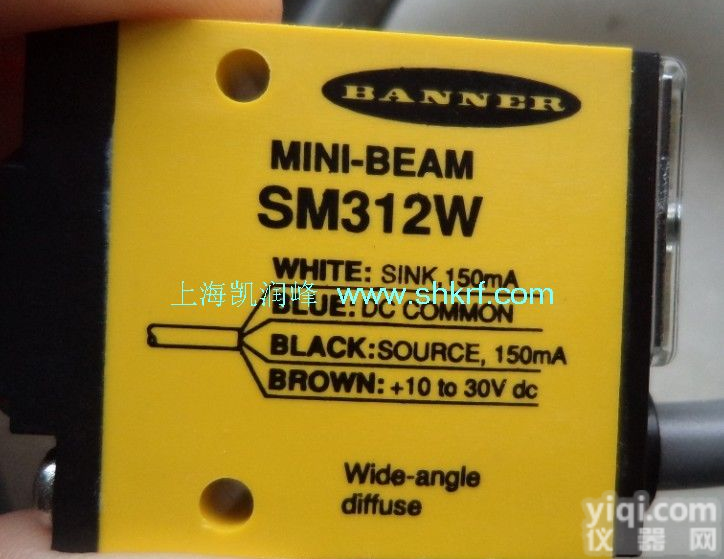 BANNER
MINI-BEAM
SM312W
WHITE: SINK 150mA
上海凯润峰 www.shkrf.com
BLUE: DC COMMON
BLACK:SOURCE, 150mA
BROWN: +10 to 30V dc
Wide-angle
diffuse
yiqi.com
仪器网